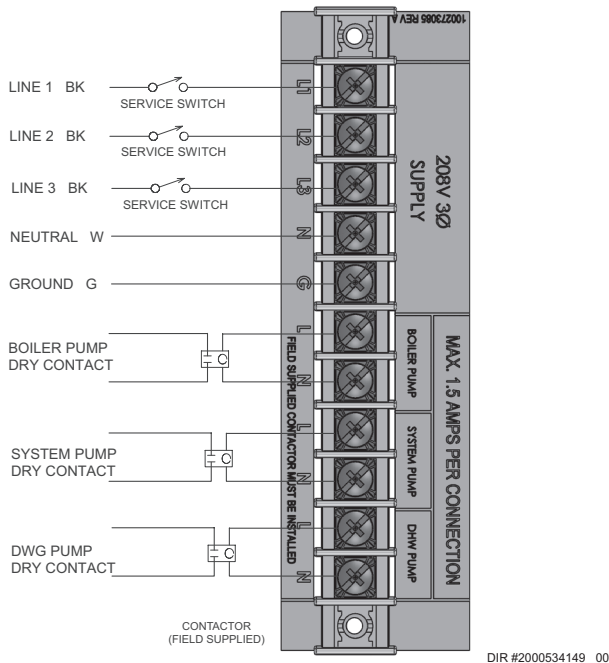 100273085 REV A
LINE 1 BK
SERVICE SWITCH
L1
LINE 2 BK
SERVICE SWITCH
L2
LINE 3 BK
SERVICE SWITCH
L3
208V 3Ø
SUPPLY
NEUTRAL W
N
GROUND G
G
BOILER PUMP
DRY CONTACT
L
N
BOILER PUMP
SYSTEM PUMP
DRY CONTACT
L
N
SYSTEM PUMP
DWG PUMP
DRY CONTACT
L
N
DHW PUMP
FIELD SUPPLIED CONTACTOR MUST BE INSTALLED
MAX. 1.5 AMPS PER CONNECTION
CONTACTOR
(FIELD SUPPLIED)
DIR #2000534149 00